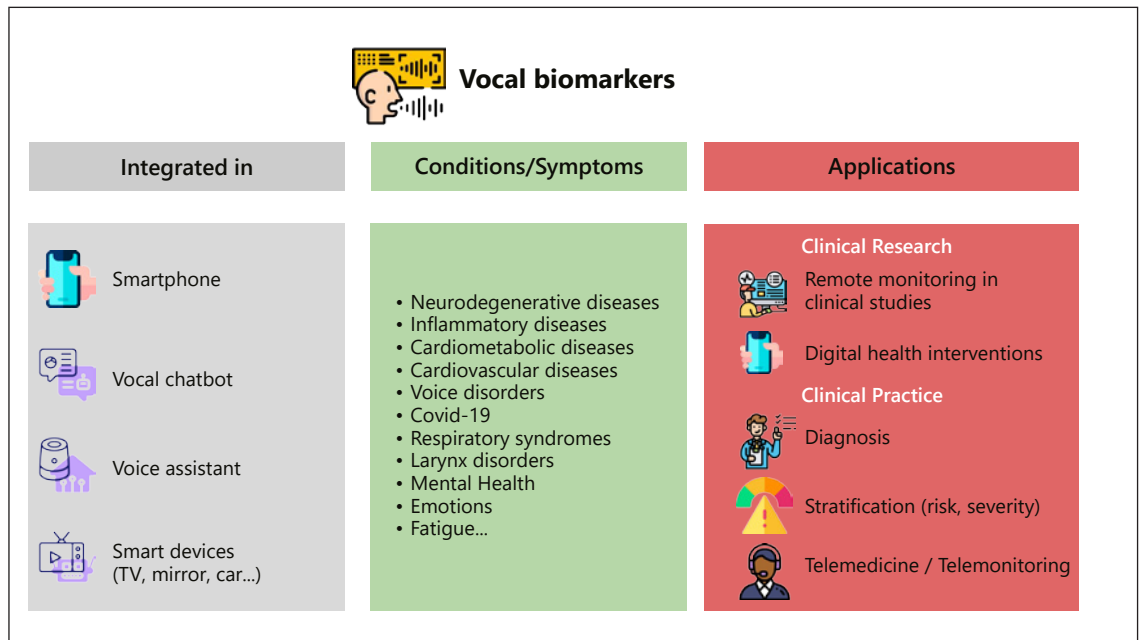 Vocal biomarkers
Integrated in
Smartphone
Vocal chatbot
Voice assistant
Smart devices
(TV, mirror, car...)
Conditions/Symptoms
• Neurodegenerative diseases
• Inflammatory diseases
• Cardiometabolic diseases
• Cardiovascular diseases
• Voice disorders
• Covid-19
• Respiratory syndromes
• Larynx disorders
• Mental Health
• Emotions
• Fatigue...
Applications
Clinical Research
Remote monitoring in
clinical studies
Digital health interventions
Clinical Practice
Diagnosis
Stratification (risk, severity)
Telemedicine / Telemonitoring